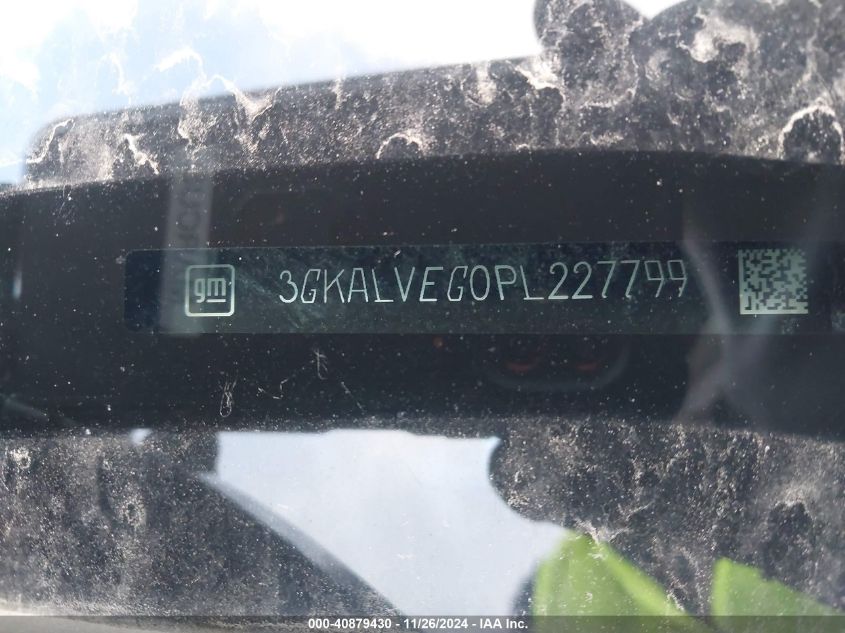 gm 3GKALVEG0PL227799
000-40879430 - 11/26/2024 - IAA Inc.